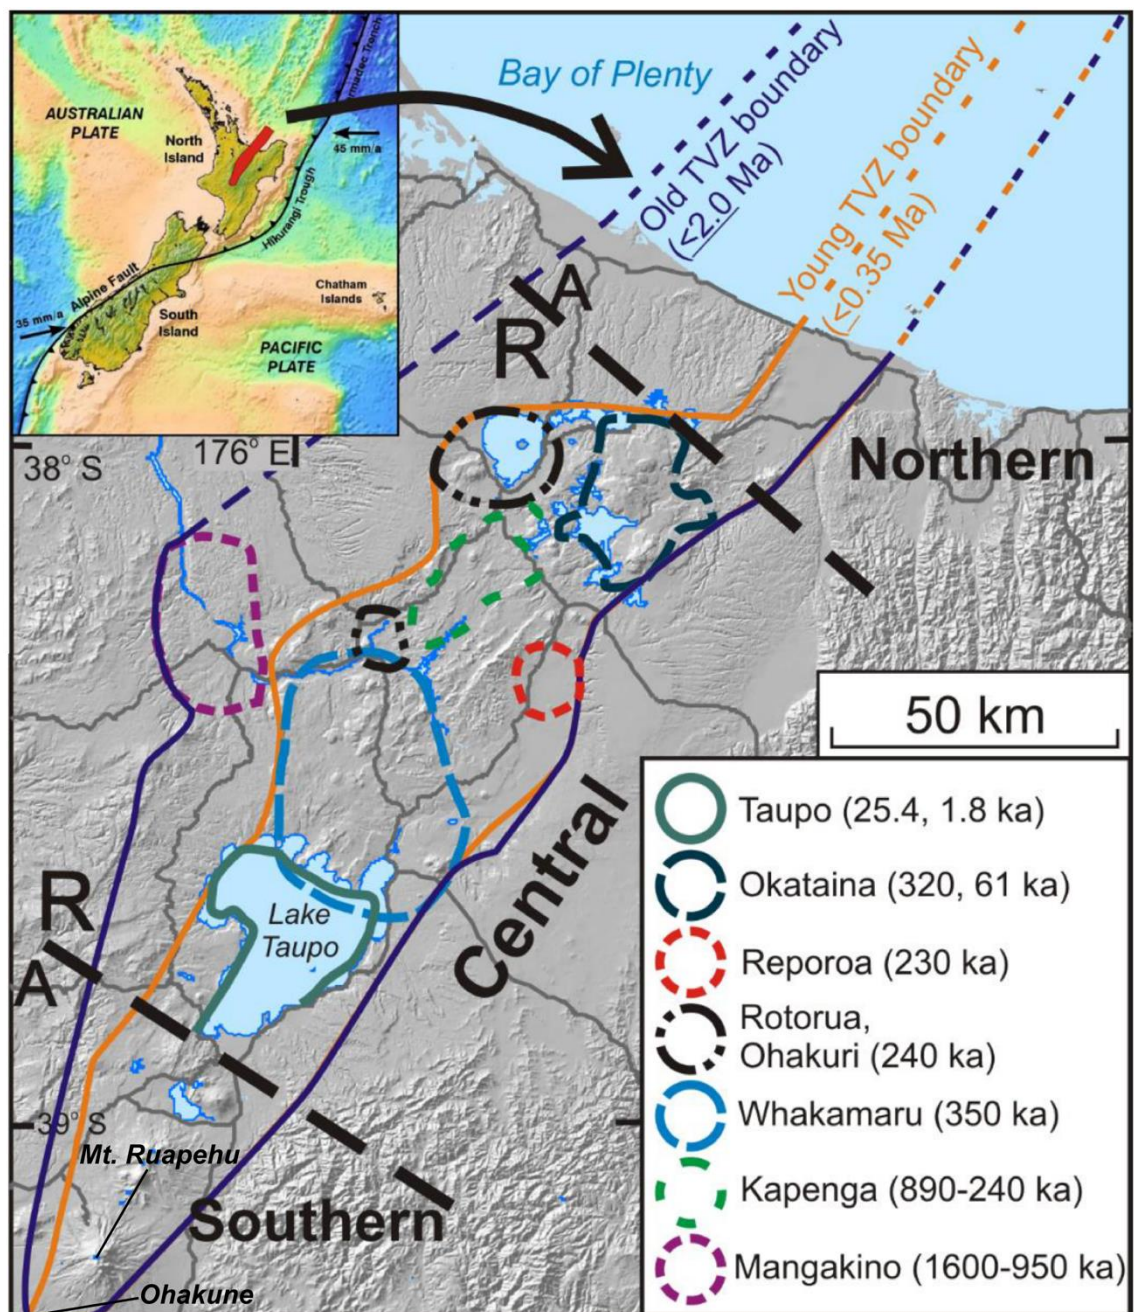 AUSTRALIAN
PLATE
North
Island
45 mm/a
Hikurangi Trough
Alpine Fault
35 mm/a
South
Island
Chatham
Islands
PACIFIC
PLATE
Bay of Plenty
Old TVZ boundary
(<2.0 Ma)
Young TVZ boundary
(<0.35 Ma)
A
R
176° E
38° S
Northern
50 km
Central
R
A
Lake
Taupo
39° S
Mt. Ruapehu
Southern
Ohakune
Taupo (25.4, 1.8 ka)
Okataina (320, 61 ka)
Reporoa (230 ka)
Rotorua,
Ohakuri (240 ka)
Whakamaru (350 ka)
Kapenga (890-240 ka)
Mangakino (1600-950 ka)